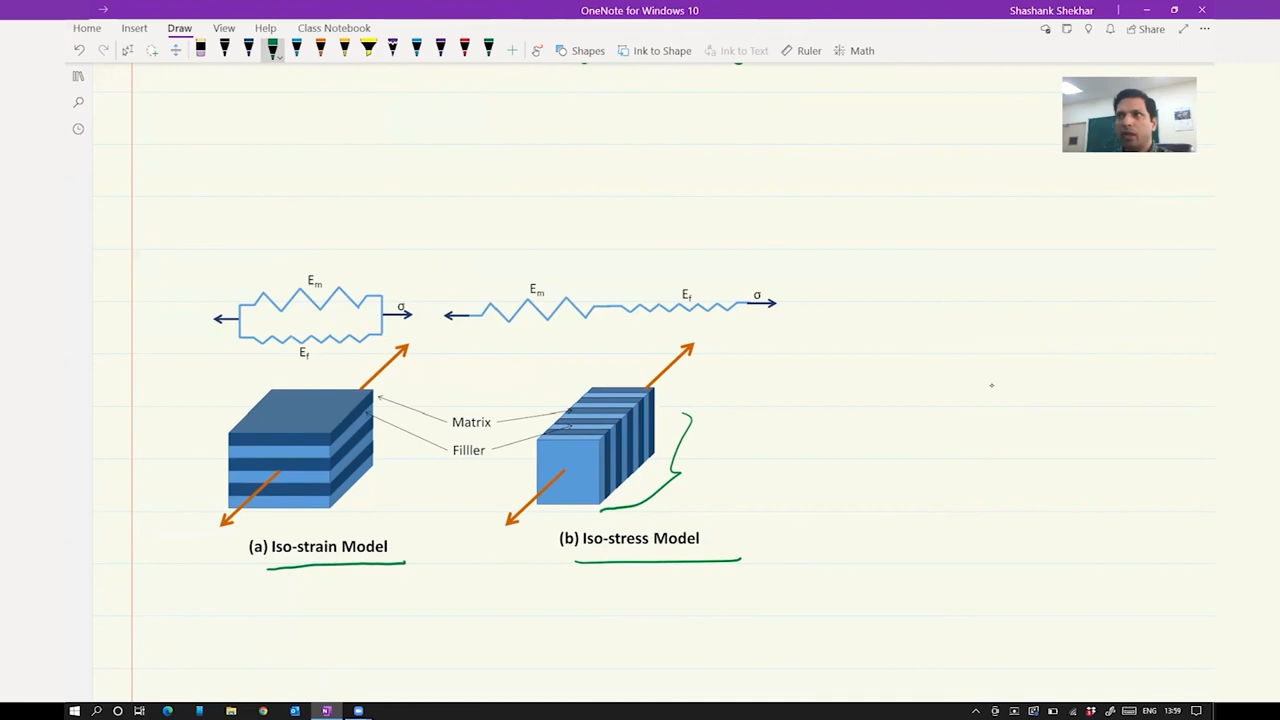 OneNote for Windows 10
Shashank Shekhar
Home Insert Draw View Help Class Notebook
Share
Shapes Ink to Shape Ink to Text Ruler Math
Em σ
Ef
Em Ef σ
Matrix
Filller
(a) Iso-strain Model
(b) Iso-stress Model
ENG 13:59